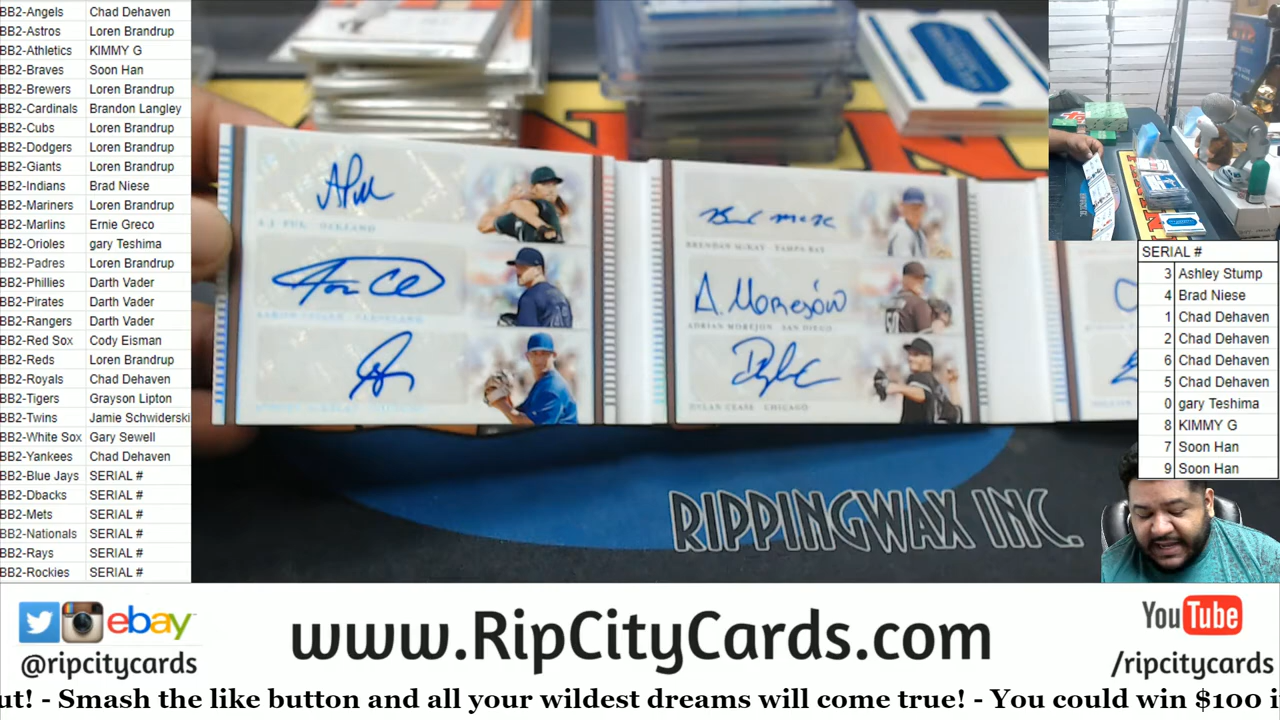 BB2-Angels Chad Dehaven
BB2-Astros Loren Brandrup
BB2-Athletics KIMMY G
BB2-Braves Soon Han
BB2-Brewers Loren Brandrup
BB2-Cardinals Brandon Langley
BB2-Cubs Loren Brandrup
BB2-Dodgers Loren Brandrup
BB2-Giants Loren Brandrup
BB2-Indians Brad Niese
BB2-Mariners Loren Brandrup
BB2-Marlins Ernie Greco
BB2-Orioles gary Teshima
BB2-Padres Loren Brandrup
BB2-Phillies Darth Vader
BB2-Pirates Darth Vader
BB2-Rangers Darth Vader
BB2-Red Sox Cody Eisman
BB2-Reds Loren Brandrup
BB2-Royals Chad Dehaven
BB2-Tigers Grayson Lipton
BB2-Twins Jamie Schwiderski
BB2-White Sox Gary Sewell
BB2-Yankees Chad Dehaven
BB2-Blue Jays SERIAL #
BB2-Dbacks SERIAL #
BB2-Mets SERIAL #
BB2-Nationals SERIAL #
BB2-Rays SERIAL #
BB2-Rockies SERIAL #
A.J. PUK - OAKLAND
BRENDAN MCKAY - TAMPA BAY
A. Morejón
ADRIAN MOREJON - SAN DIEGO
DYLAN CEASE - CHICAGO
RIPPINGWAX INC.
SERIAL #
3 Ashley Stump
4 Brad Niese
1 Chad Dehaven
2 Chad Dehaven
6 Chad Dehaven
5 Chad Dehaven
0 gary Teshima
8 KIMMY G
7 Soon Han
9 Soon Han
ebay
@ripcitycards
www.RipCityCards.com
YouTube
/ripcitycards
ut! - Smash the like button and all your wildest dreams will come true! - You could win $100 i